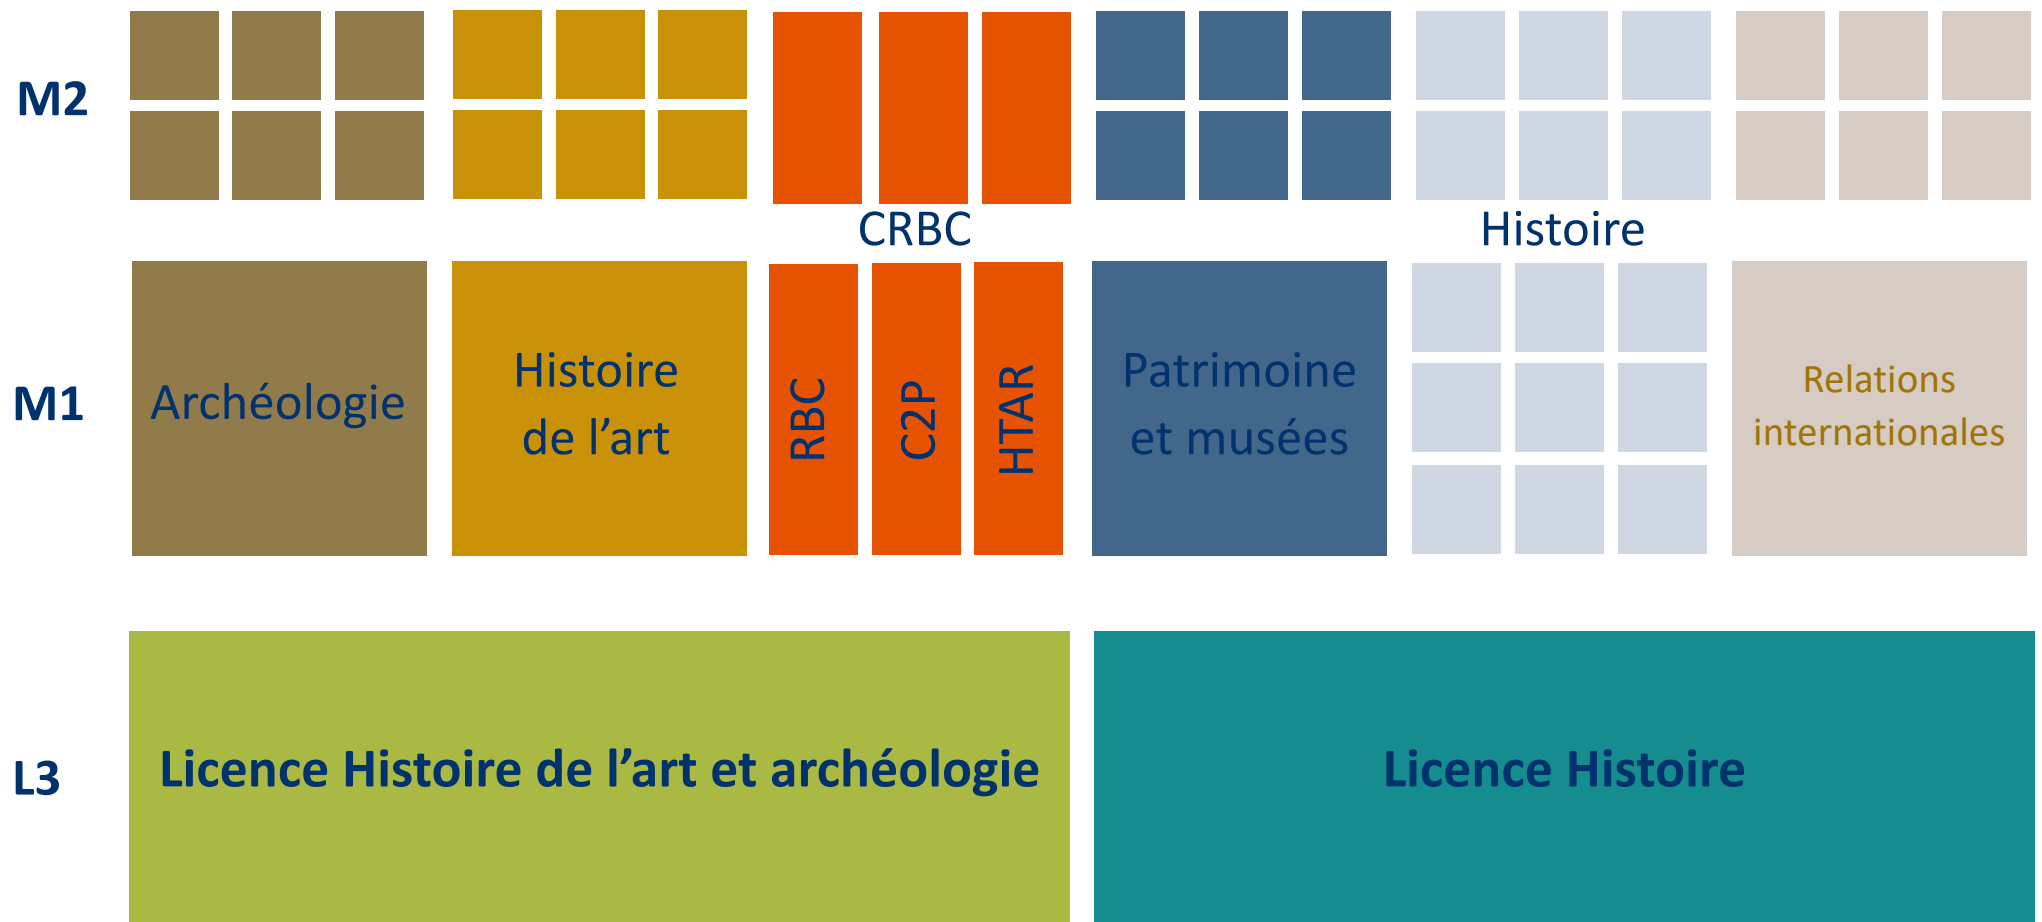 M2
CRBC
Histoire
M1
Archéologie
Histoire
de l’art
RBC
C2P
HTAR
Patrimoine
et musées
Relations
internationales
L3
Licence Histoire de l’art et archéologie
Licence Histoire